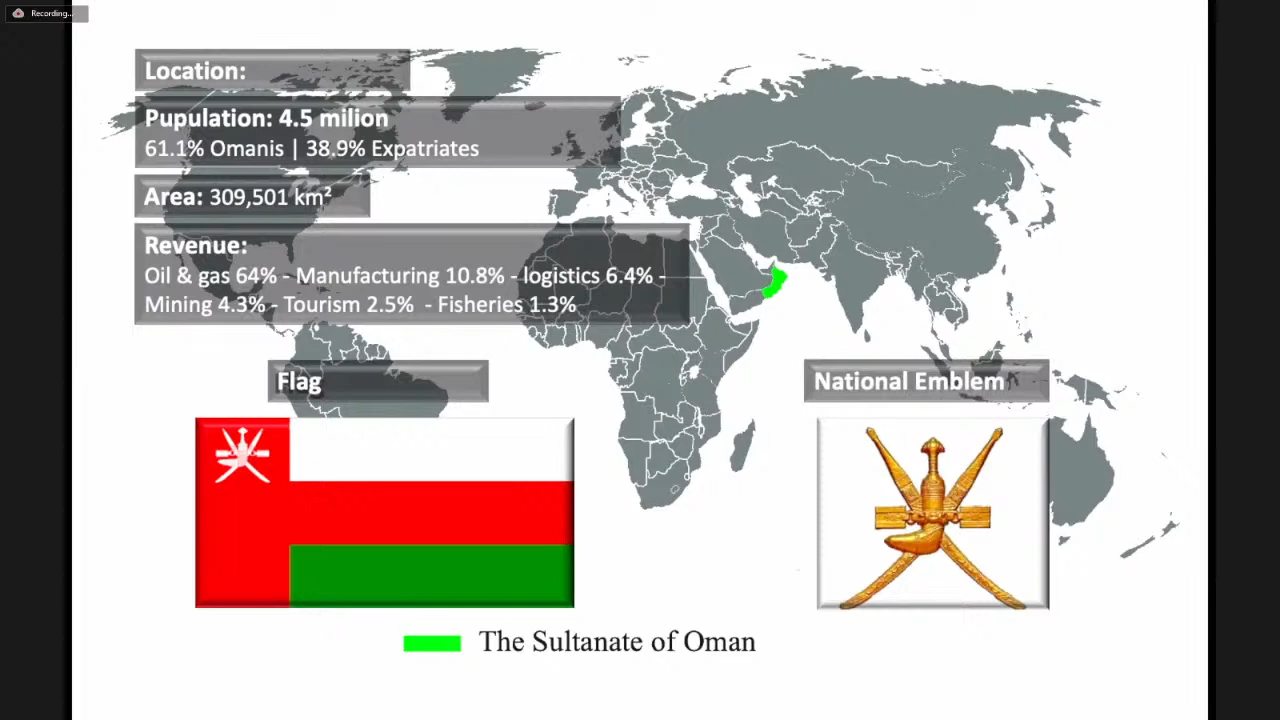 Recording...
Location:
Pupulation: 4.5 milion
61.1% Omanis | 38.9% Expatriates
Area: 309,501 km²
Revenue:
Oil & gas 64% - Manufacturing 10.8% - logistics 6.4% -
Mining 4.3% - Tourism 2.5%  - Fisheries 1.3%
Flag
National Emblem
The Sultanate of Oman